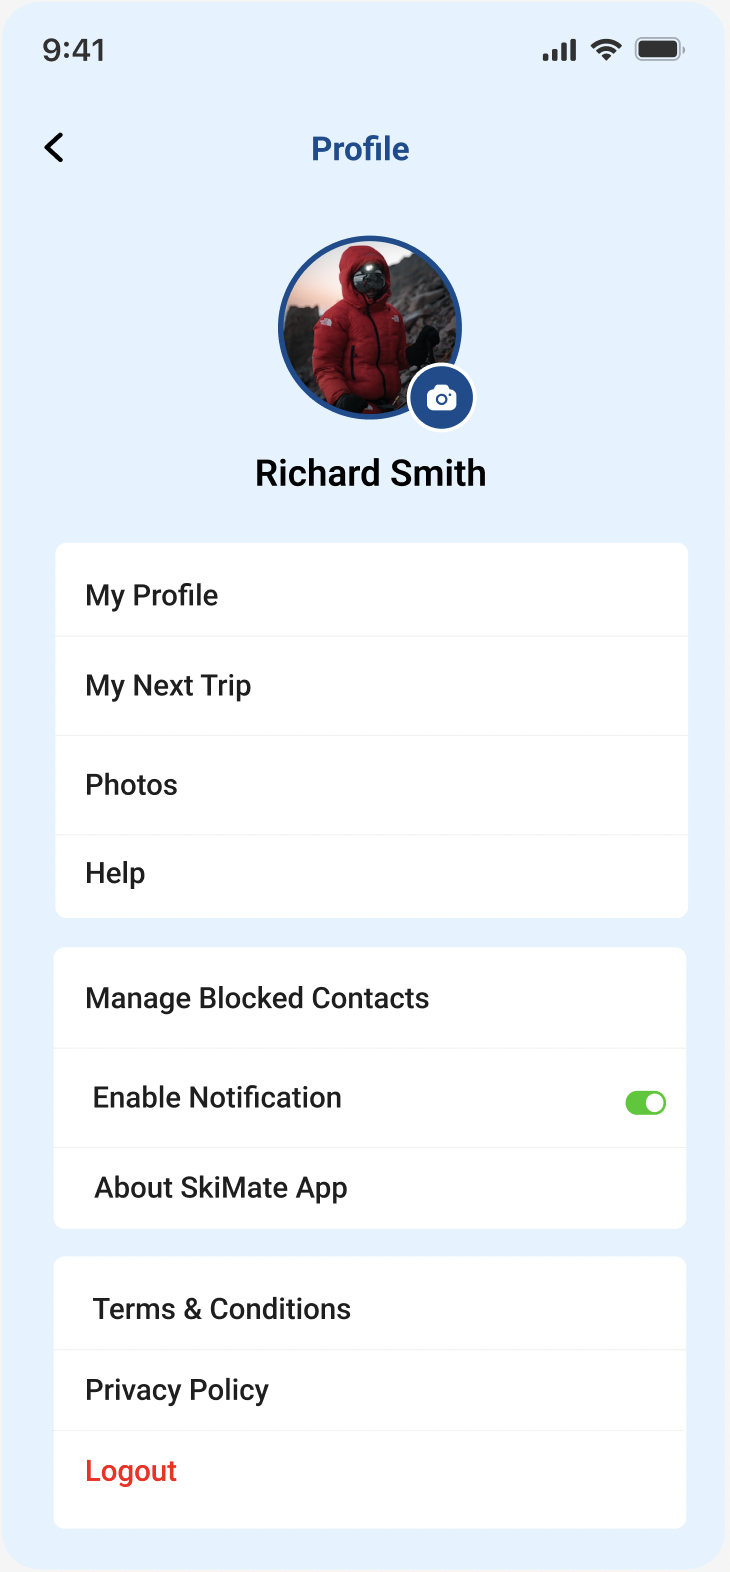 9:41
Profile
Richard Smith
My Profile
My Next Trip
Photos
Help
Manage Blocked Contacts
Enable Notification
About SkiMate App
Terms & Conditions
Privacy Policy
Logout